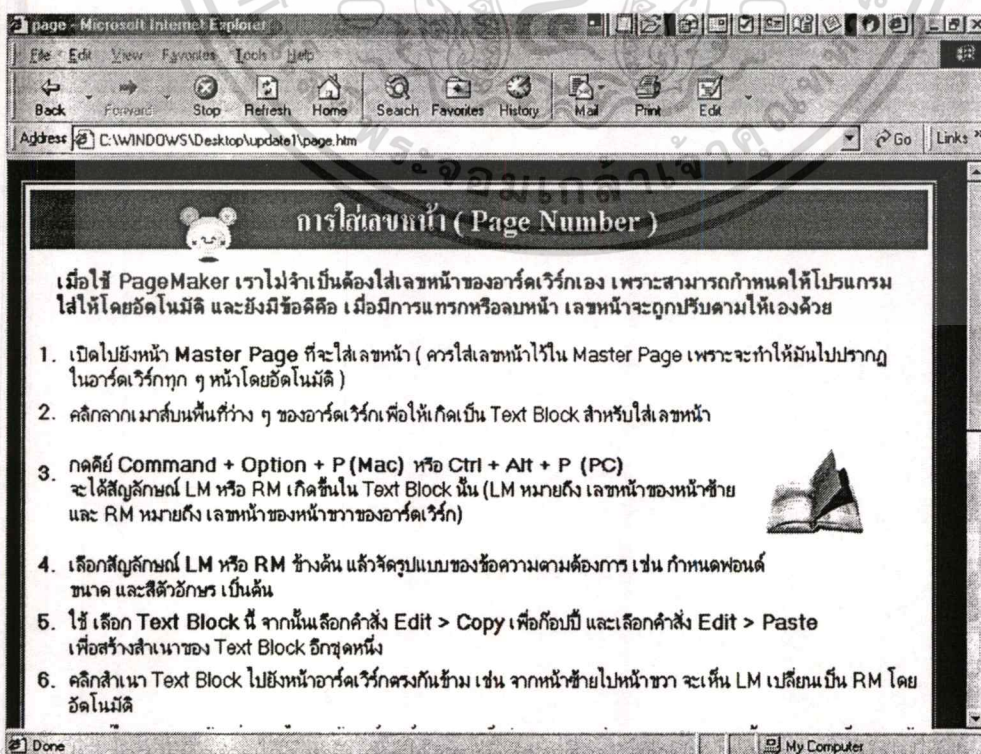 page - Microsoft Internet Explorer
File Edit View Favorites Tools Help
Back Forward Stop Refresh Home Search Favorites History Mail Print Edit
Address C:\WINDOWS\Desktop\update1\page.htm Go Links »
พระจอมเกล้าเจ้าคุณทหาร
การใส่เลขหน้า ( Page Number )
เมื่อใช้ PageMaker เราไม่จำเป็นต้องใส่เลขหน้าของอาร์ตเวิร์กเอง เพราะสามารถกำหนดให้โปรแกรม
ใส่ให้โดยอัตโนมัติ และยังมีข้อดีคือ เมื่อมีการแทรกหรือลบหน้า เลขหน้าจะถูกปรับตามให้เองด้วย
1. เปิดไปยังหน้า Master Page ที่จะใส่เลขหน้า ( ควรใส่เลขหน้าไว้ใน Master Page เพราะจะทำให้มันไปปรากฏ
ในอาร์ตเวิร์กทุก ๆ หน้าโดยอัตโนมัติ )
2. คลิกลากเมาส์บนพื้นที่ว่าง ๆ ของอาร์ตเวิร์กเพื่อให้เกิดเป็น Text Block สำหรับใส่เลขหน้า
3. กดคีย์ Command + Option + P (Mac) หรือ Ctrl + Alt + P (PC)
จะได้สัญลักษณ์ LM หรือ RM เกิดขึ้นใน Text Block นั้น (LM หมายถึง เลขหน้าของหน้าซ้าย
และ RM หมายถึง เลขหน้าของหน้าขวาของอาร์ตเวิร์ก)
4. เลือกสัญลักษณ์ LM หรือ RM ข้างต้น แล้วจัดรูปแบบของข้อความตามต้องการ เช่น กำหนดฟอนต์
ขนาด และสีตัวอักษร เป็นต้น
5. ใช้ เลือก Text Block นี้ จากนั้นเลือกคำสั่ง Edit > Copy เพื่อก๊อปปี้ และเลือกคำสั่ง Edit > Paste
เพื่อสร้างสำเนาของ Text Block อีกชุดหนึ่ง
6. คลิกสำเนา Text Block ไปยังหน้าอาร์ตเวิร์กตรงกันข้าม เช่น จากหน้าซ้ายไปหน้าขวา จะเห็น LM เปลี่ยนเป็น RM โดย
อัตโนมัติ
Done My Computer